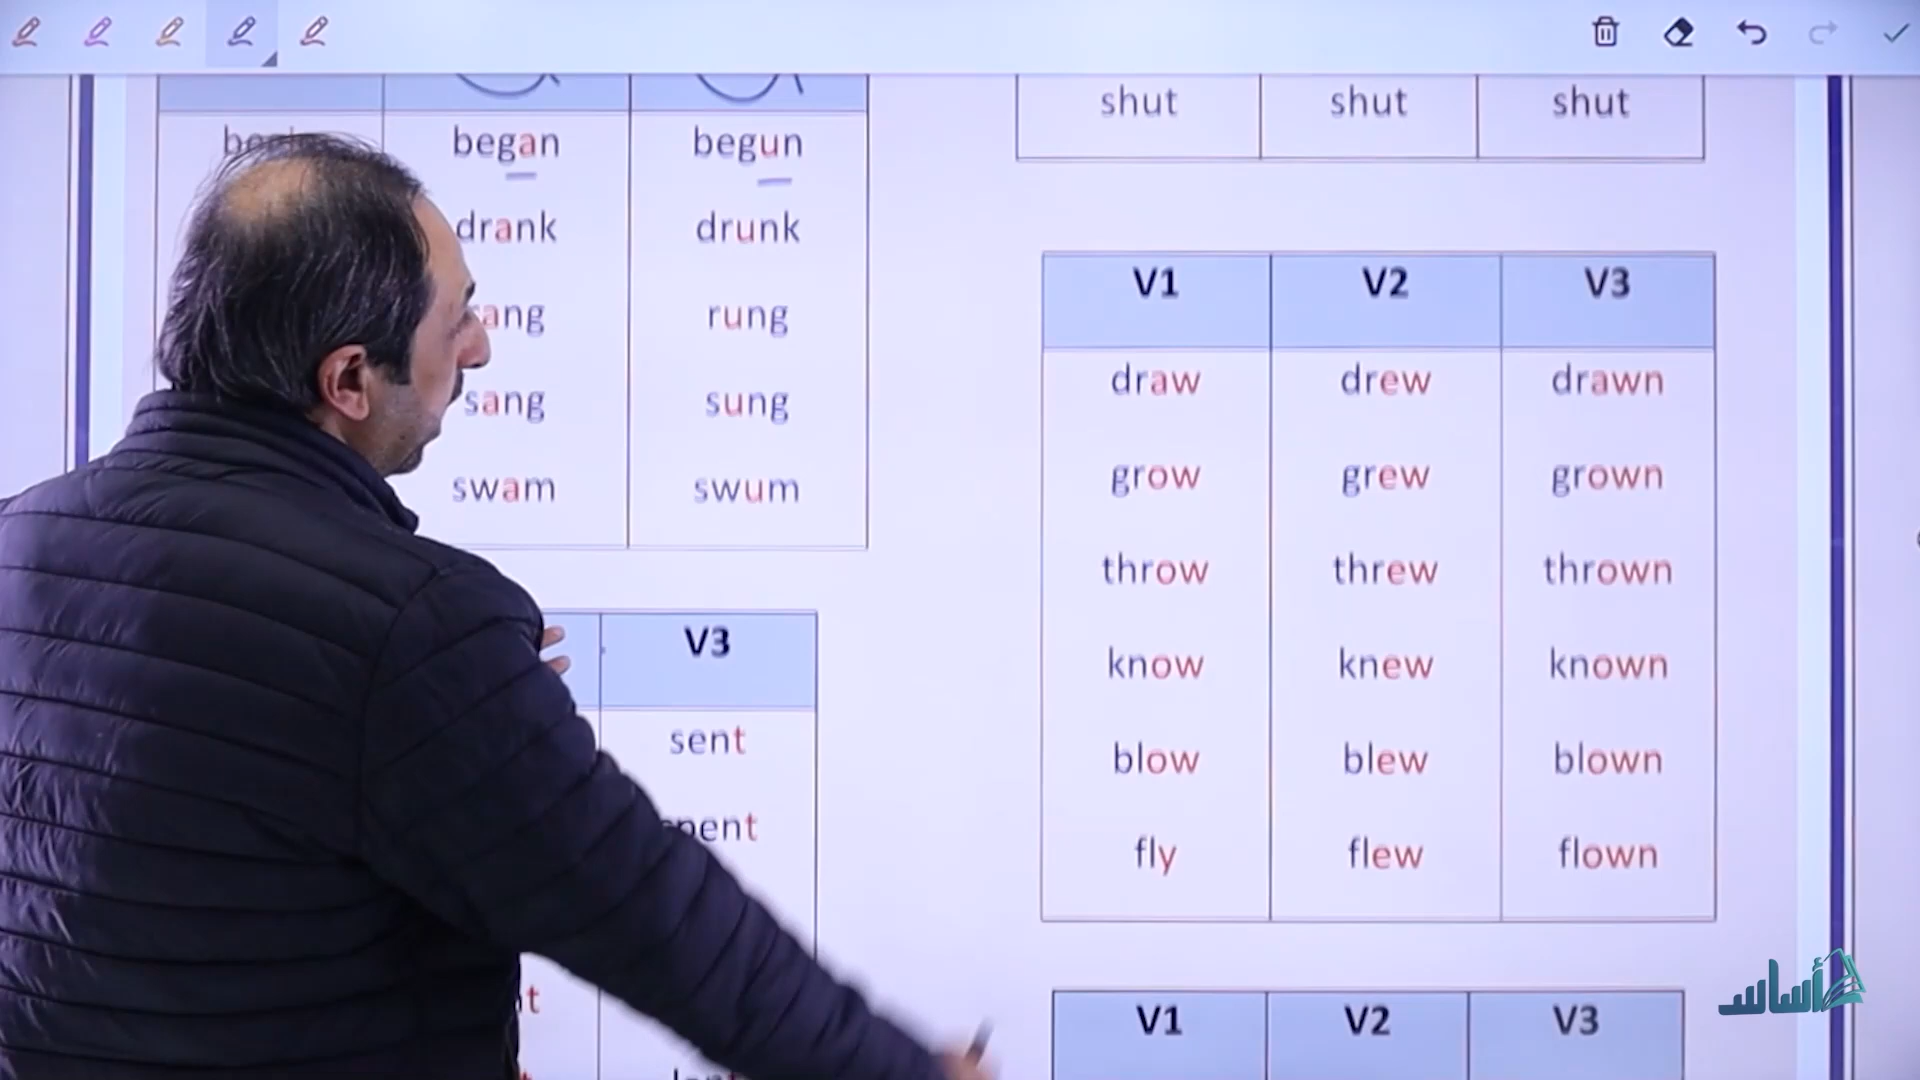 began begun
drank drunk
rung
sang sung
swam swum
V3
sent
shut shut shut
V1 V2 V3
draw drew drawn
grow grew grown
throw threw thrown
know knew known
blow blew blown
fly flew flown
V1 V2 V3
أساس